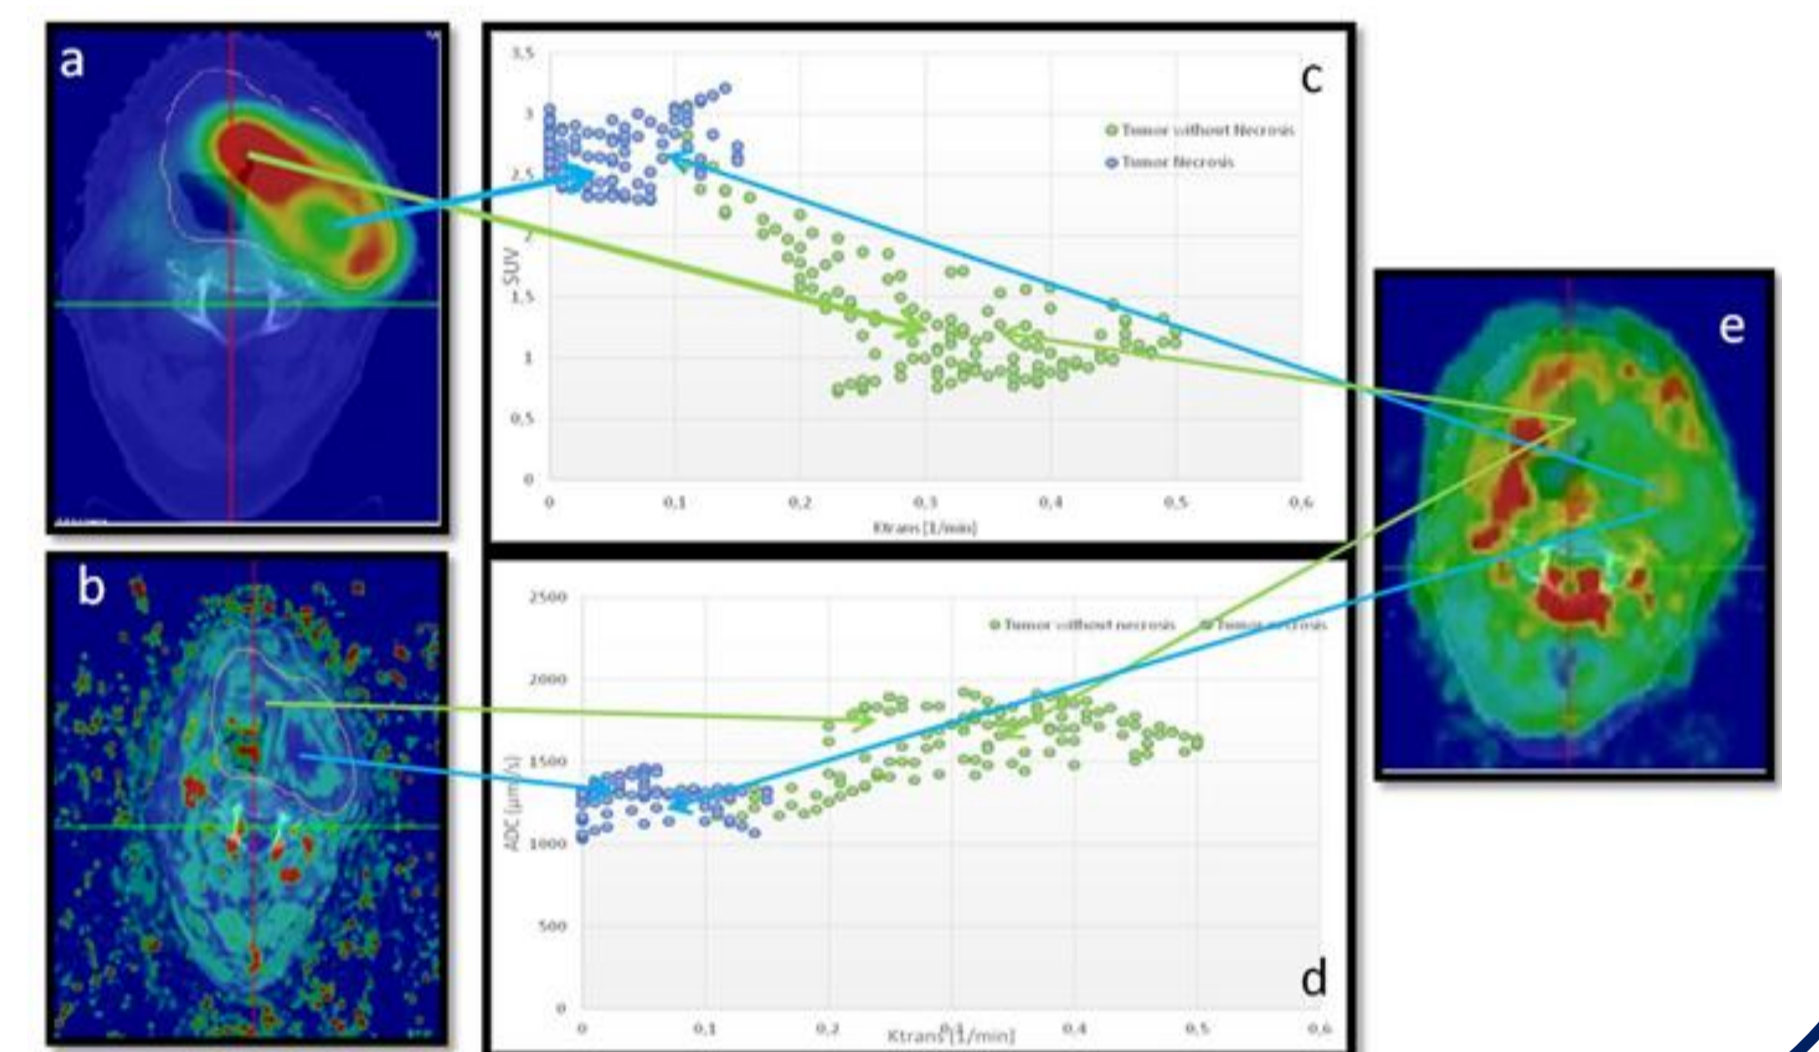 a
c
3,5
3
2,5
2
1,5
1
0,5
0
SUV
Tumor without Necrosis
Tumor Necrosis
0 0,1 0,2 0,3 0,4 0,5 0,6
Ktrans [1/min]
e
b
2500
2000
1500
1000
500
0
Tumor without necrosis
d
0 0,1 0,2 0,4 0,5 0,6
Ktrans [1/min]